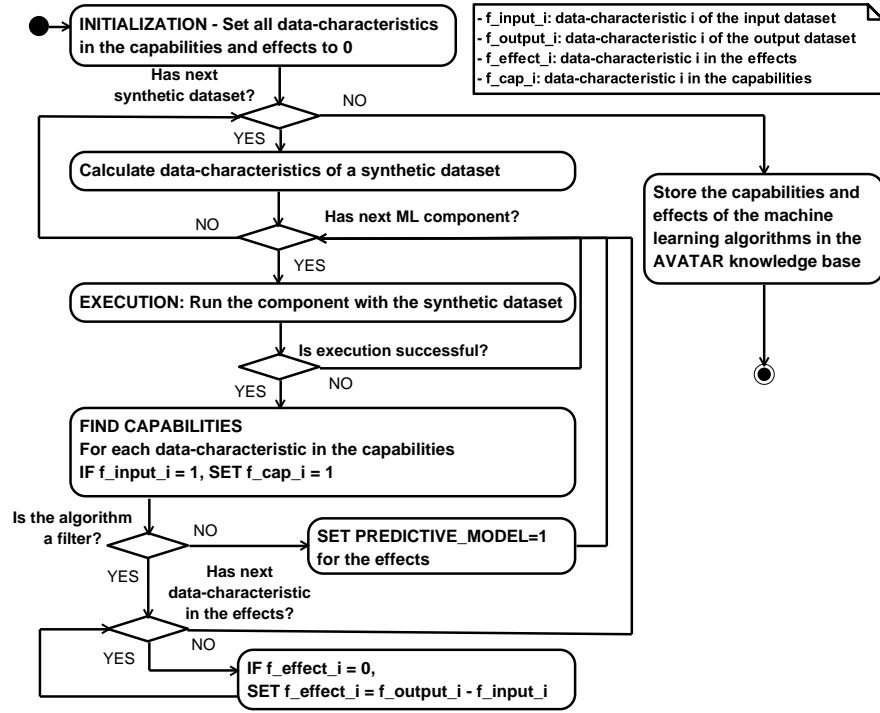 INITIALIZATION - Set all data-characteristics
in the capabilities and effects to 0
- f_input_i: data-characteristic i of the input dataset
- f_output_i: data-characteristic i of the output dataset
- f_effect_i: data-characteristic i in the effects
- f_cap_i: data-characteristic i in the capabilities
Has next
synthetic dataset?
NO
YES
Calculate data-characteristics of a synthetic dataset
Store the capabilities and
effects of the machine
learning algorithms in the
AVATAR knowledge base
Has next ML component?
NO
YES
EXECUTION: Run the component with the synthetic dataset
Is execution successful?
YES
NO
FIND CAPABILITIES
For each data-characteristic in the capabilities
IF f_input_i = 1, SET f_cap_i = 1
Is the algorithm
a filter?
NO
SET PREDICTIVE_MODEL=1
for the effects
YES
Has next
data-characteristic
in the effects?
NO
YES
IF f_effect_i = 0,
SET f_effect_i = f_output_i - f_input_i